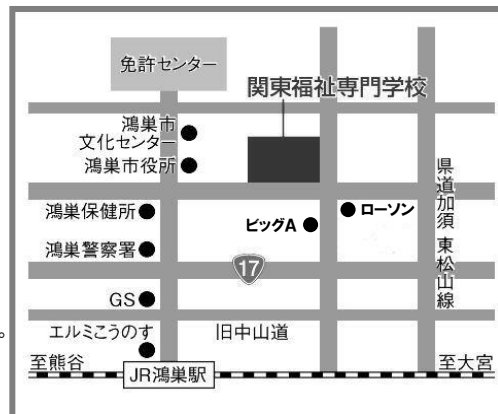 免許センター
関東福祉専門学校
鴻巣市
文化センター
鴻巣市役所
県道加須
東松山線
鴻巣保健所
ローソン
ビッグA
鴻巣警察署
17
GS
エルミこうのす
旧中山道
。
至熊谷
至大宮
JR鴻巣駅